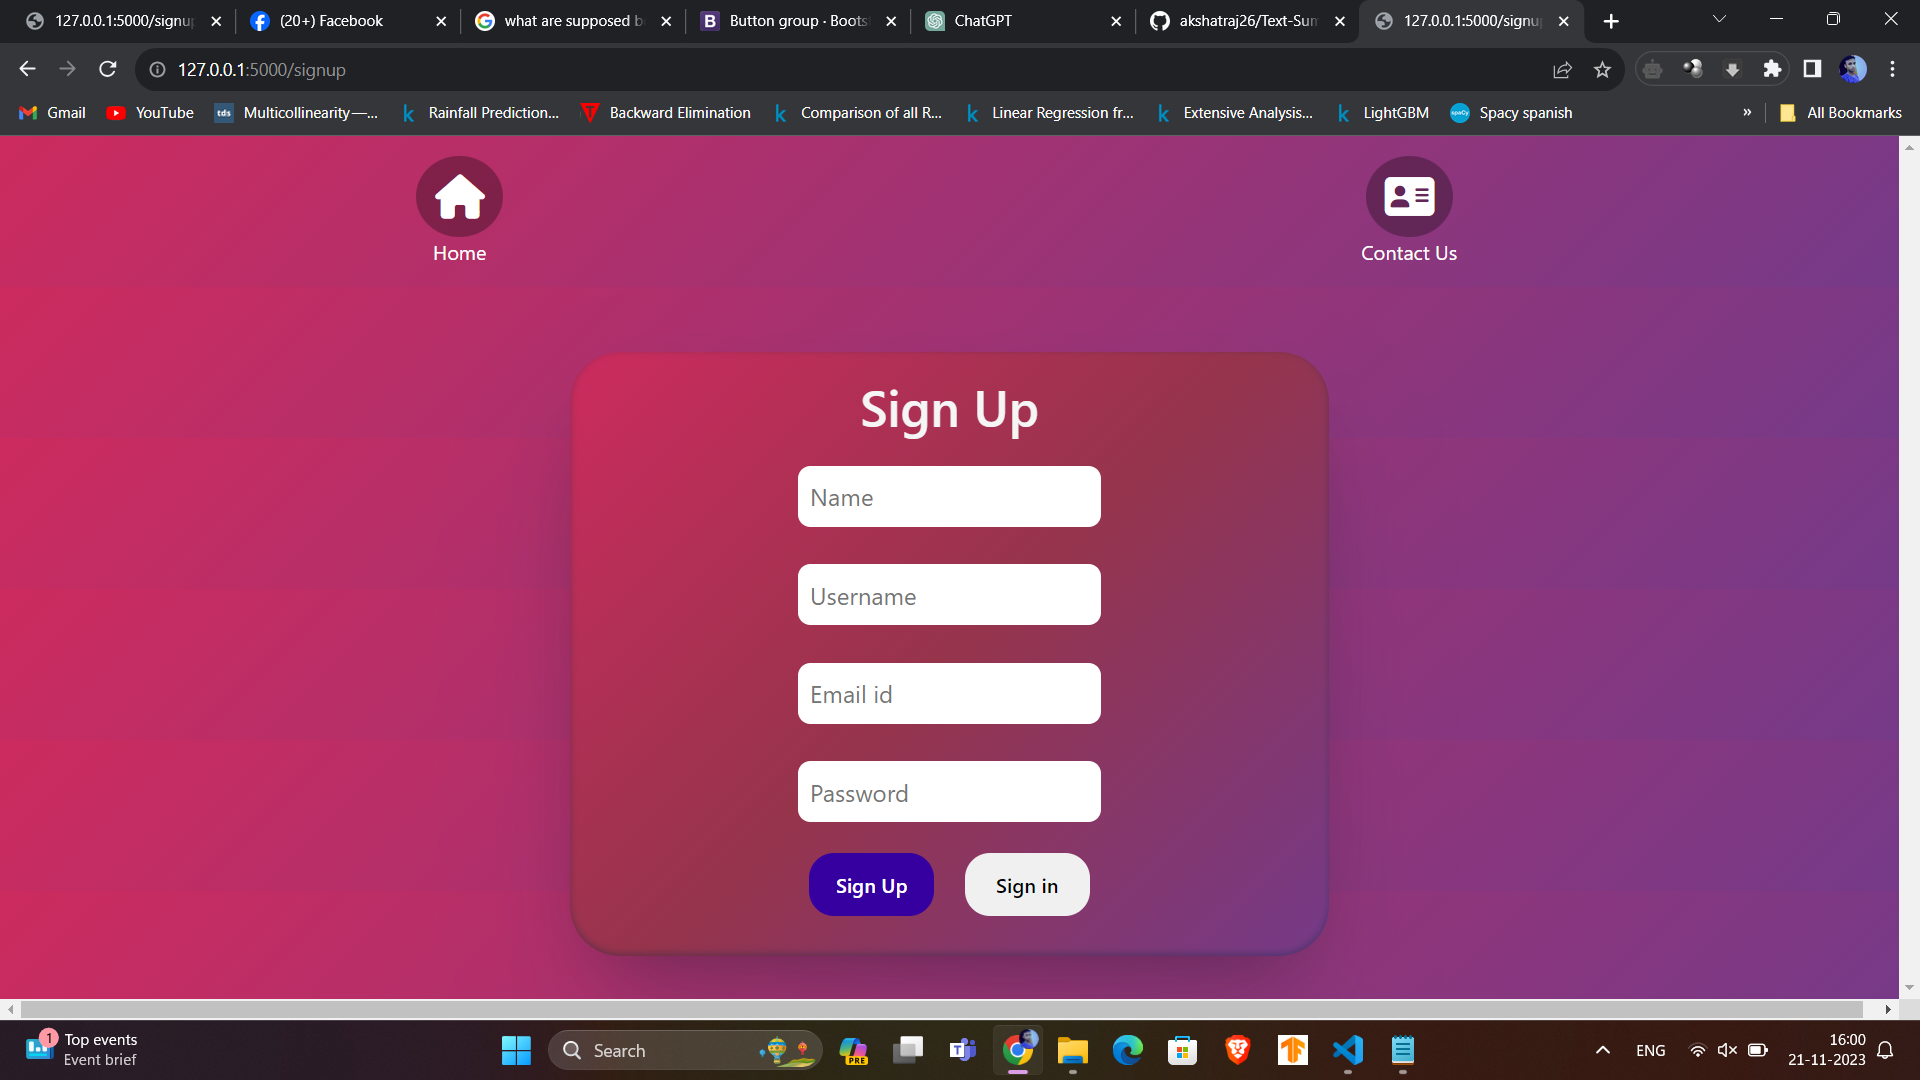 127.0.0.1:5000/signup
(20+) Facebook
what are supposed b
Button group · Boots
ChatGPT
akshatraj26/Text-Sum
127.0.0.1:5000/signup
127.0.0.1:5000/signup
Gmail
YouTube
tds
Multicollinearity—...
Rainfall Prediction...
Backward Elimination
Comparison of all R...
Linear Regression fr...
Extensive Analysis...
LightGBM
spaCy
Spacy spanish
»
All Bookmarks
Home
Contact Us
Sign Up
Name
Username
Email id
Password
Sign Up
Sign in
1
Top events
Event brief
Search
PRE
ENG
16:00
21-11-2023